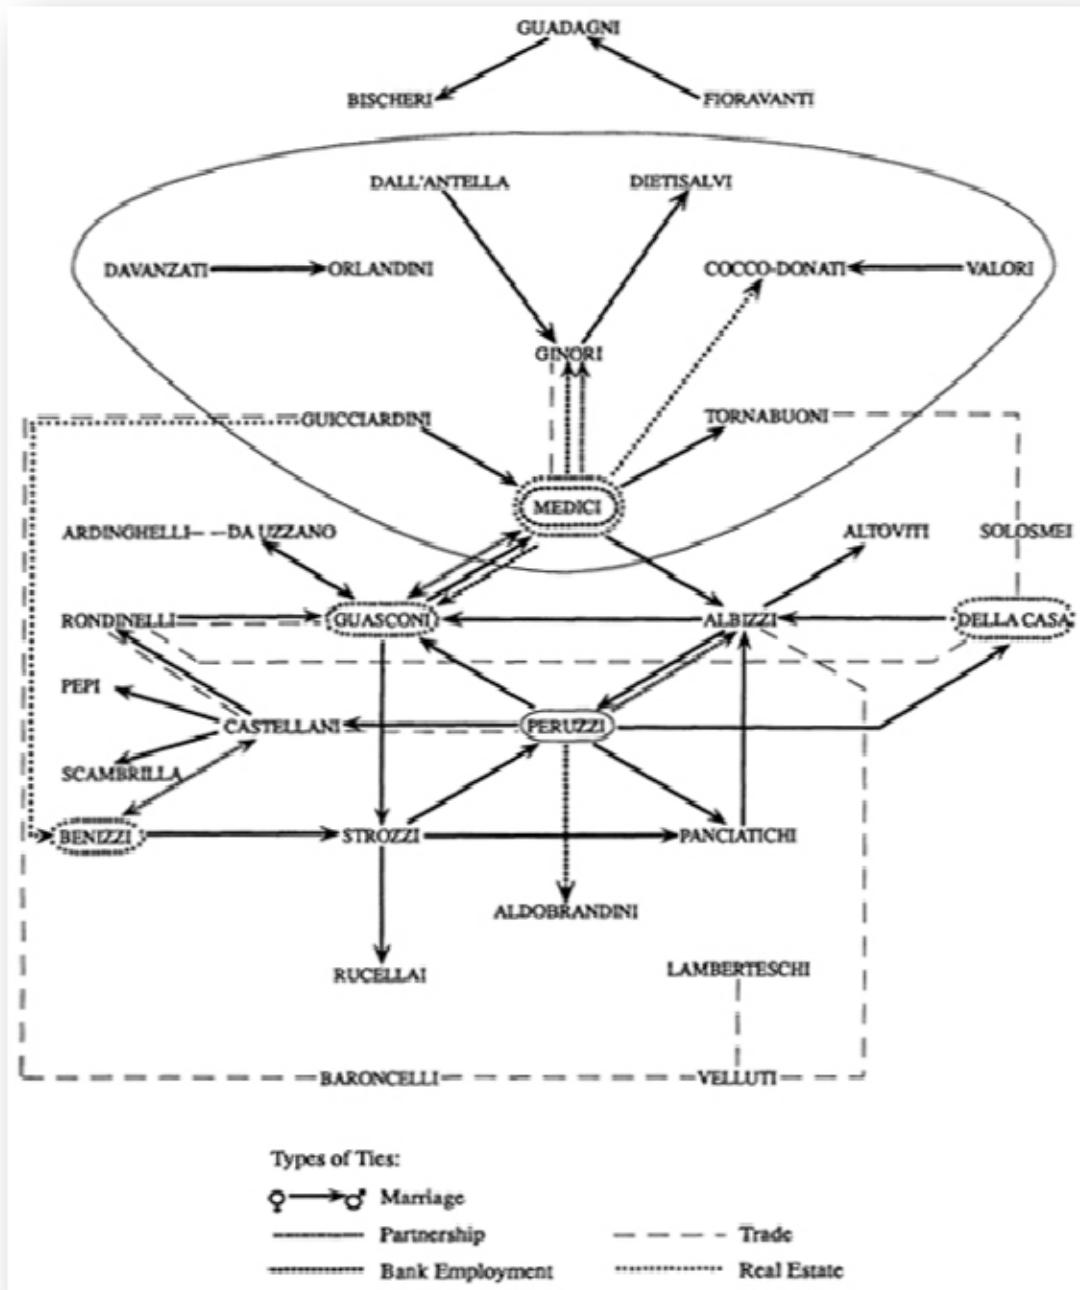 GUADAGNI
BISCHERI FIORAVANTI
DALL'ANTELLA DIETISALVI
DAVANZATI ORLANDINI COCCO-DONATI VALORI
GINORI
GUICCIARDINI TORNABUONI
MEDICI
ARDINGHELLI DA UZZANO ALTOVITI SOLOSMEI
RONDINELLI GUASCONI ALBIZZI DELLA CASA
PEPI
CASTELLANI PERUZZI
SCAMBRILLA
BENIZZI STROZZI PANCIATICHI
ALDOBRANDINI
RUCELLAI LAMBERTESCHI
BARONCELLI VELLUTI
Types of Ties:
♀ ♂ Marriage
Partnership Trade
Bank Employment Real Estate